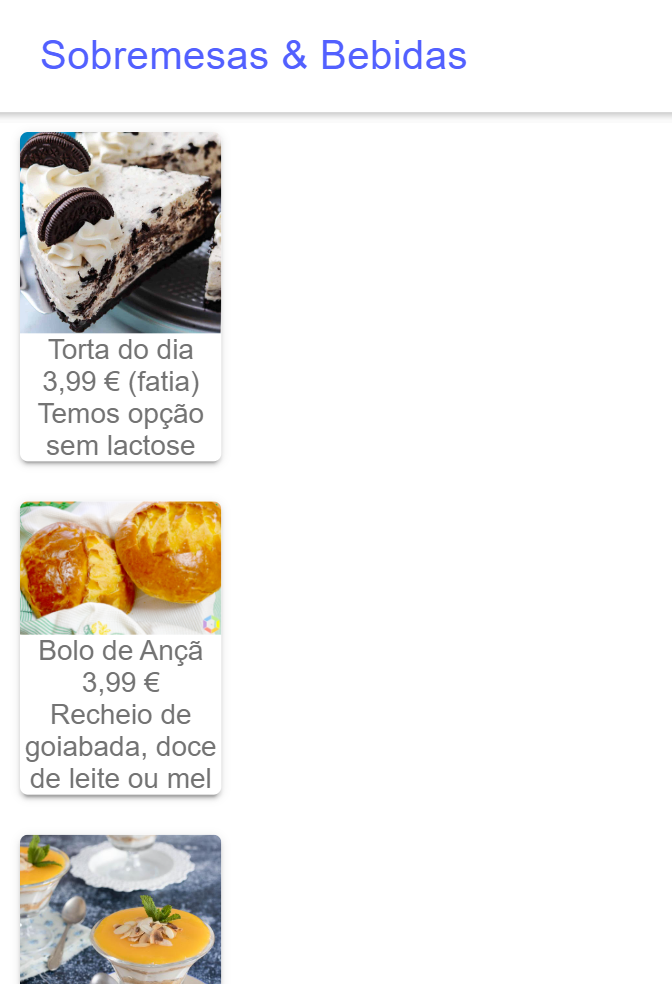 Sobremesas & Bebidas
Torta do dia
3,99 € (fatia)
Temos opção
sem lactose
Bolo de Ançã
3,99 €
Recheio de
goiabada, doce
de leite ou mel